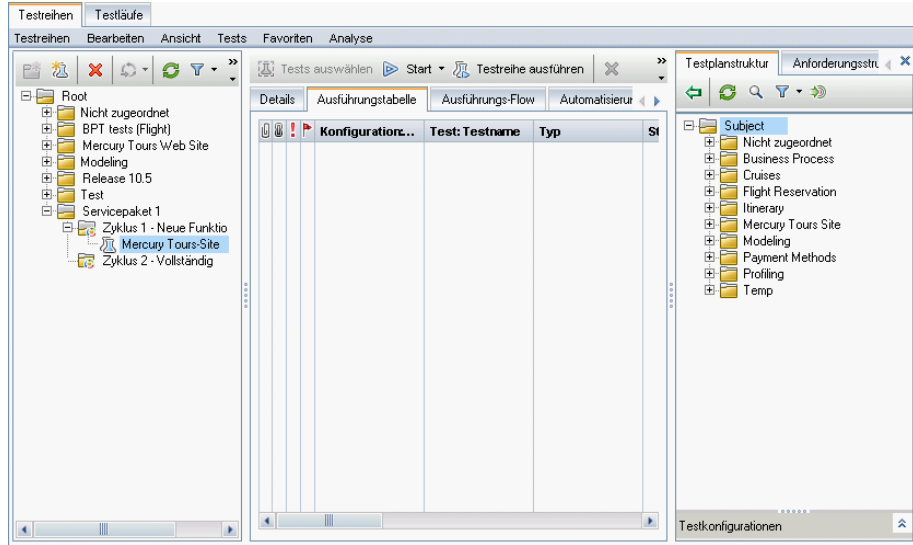 Testreihen Testläufe
Testreihen Bearbeiten Ansicht Tests Favoriten Analyse
Root
Nicht zugeordnet
BPT tests (Flight)
Mercury Tours Web Site
Modeling
Release 10.5
Test
Servicepaket 1
Zyklus 1 - Neue Funktio
Mercury Tours-Site
Zyklus 2 - Vollständig
Tests auswählen Start Testreihe ausführen
Details Ausführungstabelle Ausführungs-Flow Automatisierur
Konfiguration:... Test: Testname Typ St
Testplanstruktur Anforderungsstru
Subject
Nicht zugeordnet
Business Process
Cruises
Flight Reservation
Itinerary
Mercury Tours Site
Modeling
Payment Methods
Profiling
Temp
Testkonfigurationen